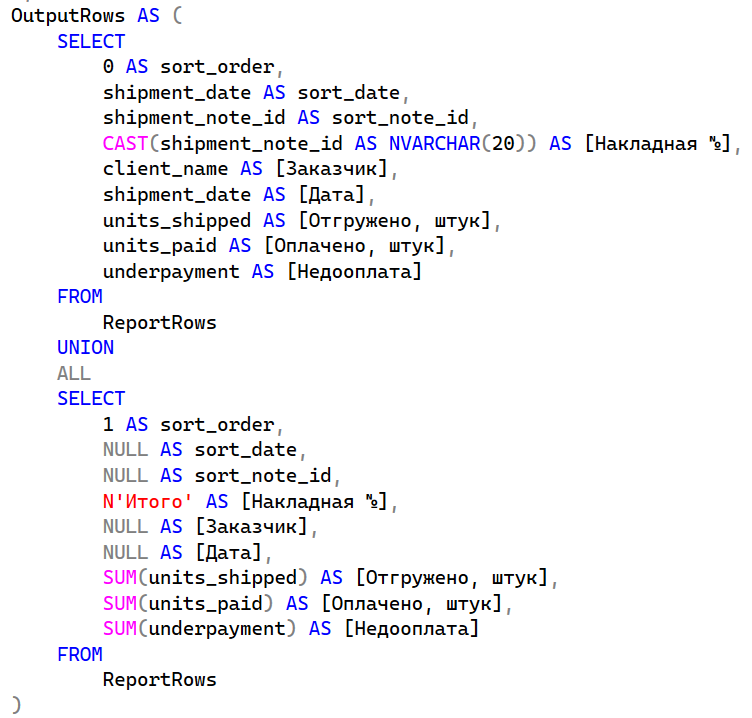 OutputRows AS (
SELECT
0 AS sort_order,
shipment_date AS sort_date,
shipment_note_id AS sort_note_id,
CAST(shipment_note_id AS NVARCHAR(20)) AS [Накладная №],
client_name AS [Заказчик],
shipment_date AS [Дата],
units_shipped AS [Отгружено, штук],
units_paid AS [Оплачено, штук],
underpayment AS [Недооплата]
FROM
ReportRows
UNION
ALL
SELECT
1 AS sort_order,
NULL AS sort_date,
NULL AS sort_note_id,
N'Итого' AS [Накладная №],
NULL AS [Заказчик],
NULL AS [Дата],
SUM(units_shipped) AS [Отгружено, штук],
SUM(units_paid) AS [Оплачено, штук],
SUM(underpayment) AS [Недооплата]
FROM
ReportRows
)